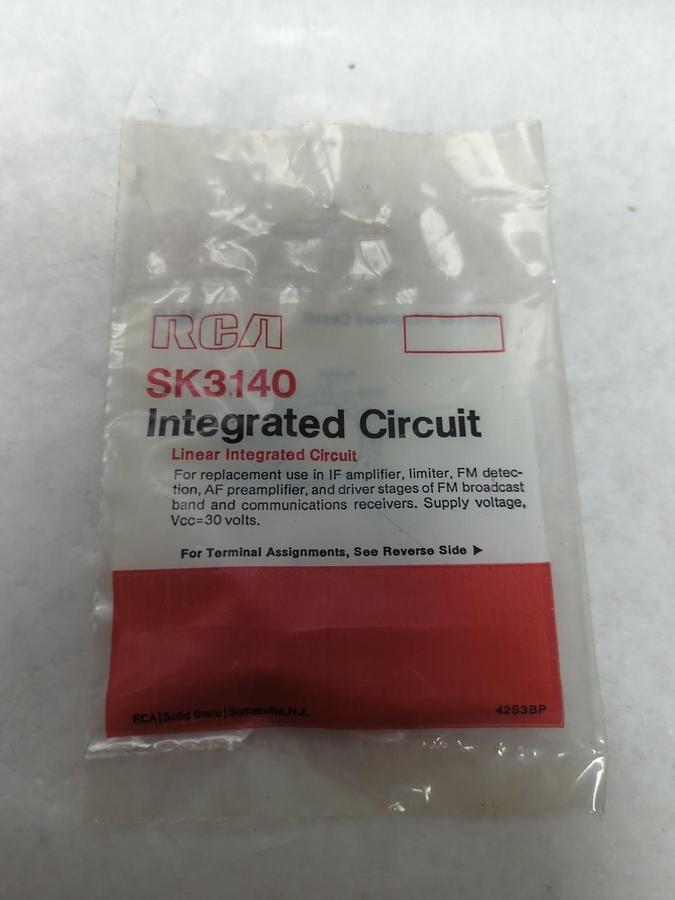 RCA
SK3140
Integrated Circuit
Linear Integrated Circuit
For replacement use in IF amplifier, limiter, FM detec-
tion, AF preamplifier, and driver stages of FM broadcast
band and communications receivers. Supply voltage,
Vcc=30 volts.
For Terminal Assignments, See Reverse Side ▶
RCA|Solid State|Somerville,N.J.
42S3BP